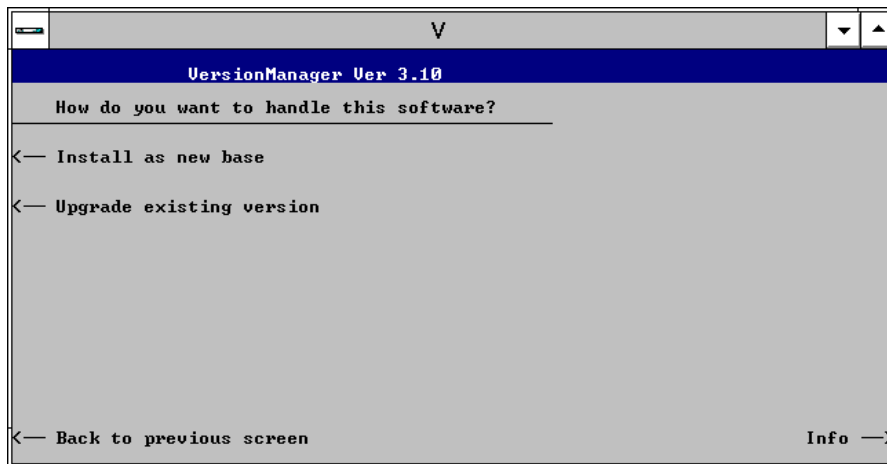 V
VersionManager Ver 3.10
How do you want to handle this software?
<— Install as new base
<— Upgrade existing version
<— Back to previous screen Info —>